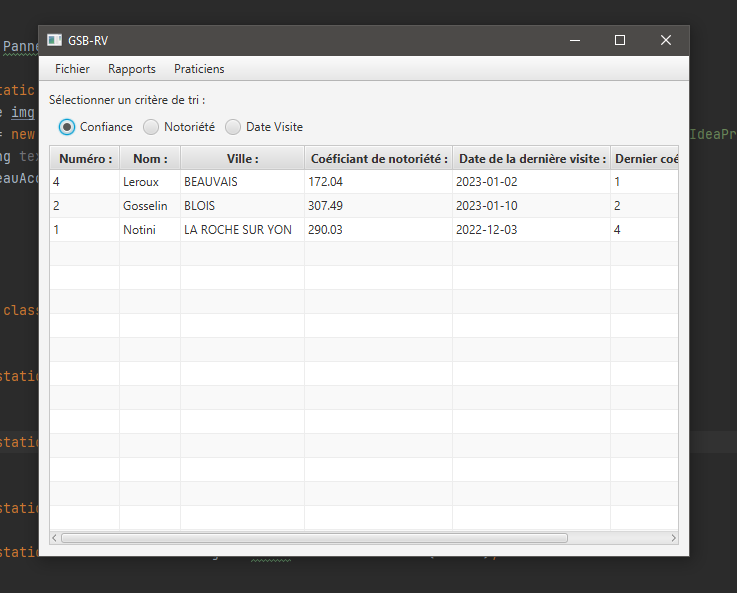 GSB-RV
Fichier Rapports Praticiens
Sélectionner un critère de tri :
Confiance Notoriété Date Visite
Numéro : Nom : Ville : Coéficiant de notoriété : Date de la dernière visite : Dernier coé
4 Leroux BEAUVAIS 172.04 2023-01-02 1
2 Gosselin BLOIS 307.49 2023-01-10 2
1 Notini LA ROCHE SUR YON 290.03 2022-12-03 4
Panne
tatic
e img
= new
IdeaPr
ng te
eauAcc
class
static
static
static
static